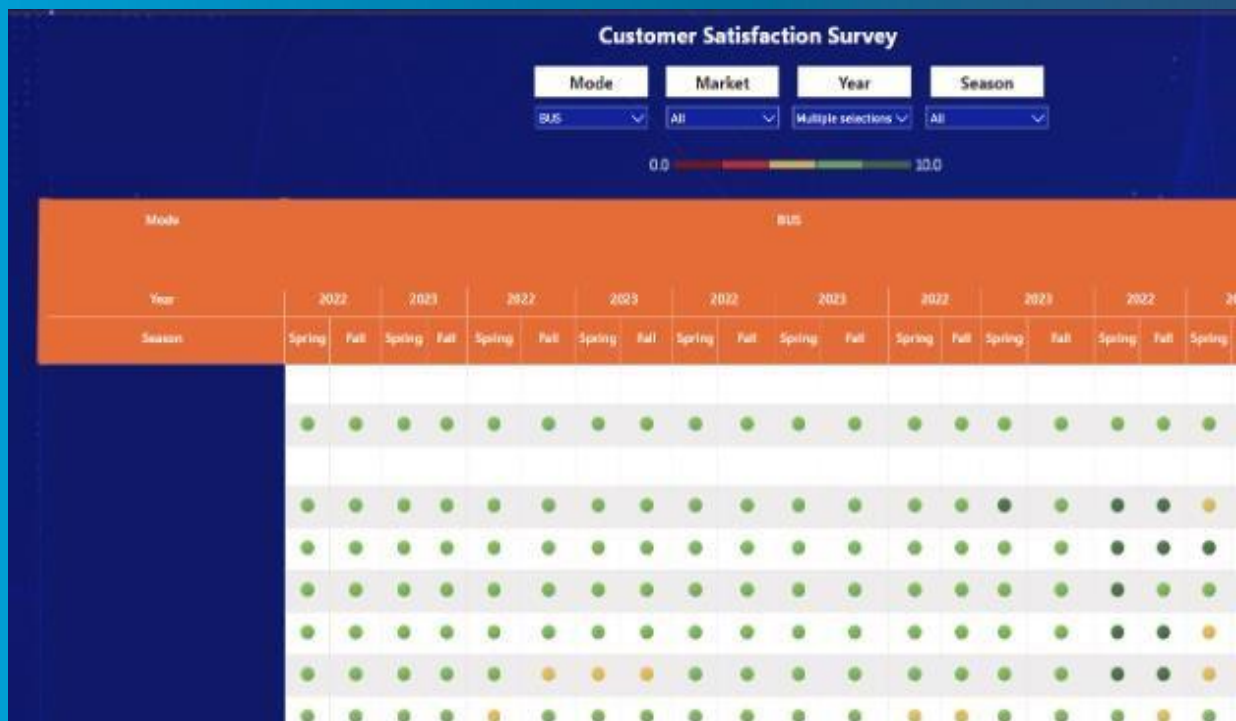 Customer Satisfaction Survey
Mode Market Year Season
BUS All Multiple selections All
0.0 10.0
Mode BUS
Year 2022 2023 2022 2023 2022 2023 2022 2023 2022
Season Spring Fall Spring Fall Spring Fall Spring Fall Spring Fall Spring Fall Spring Fall Spring Fall Spring Fall Spring